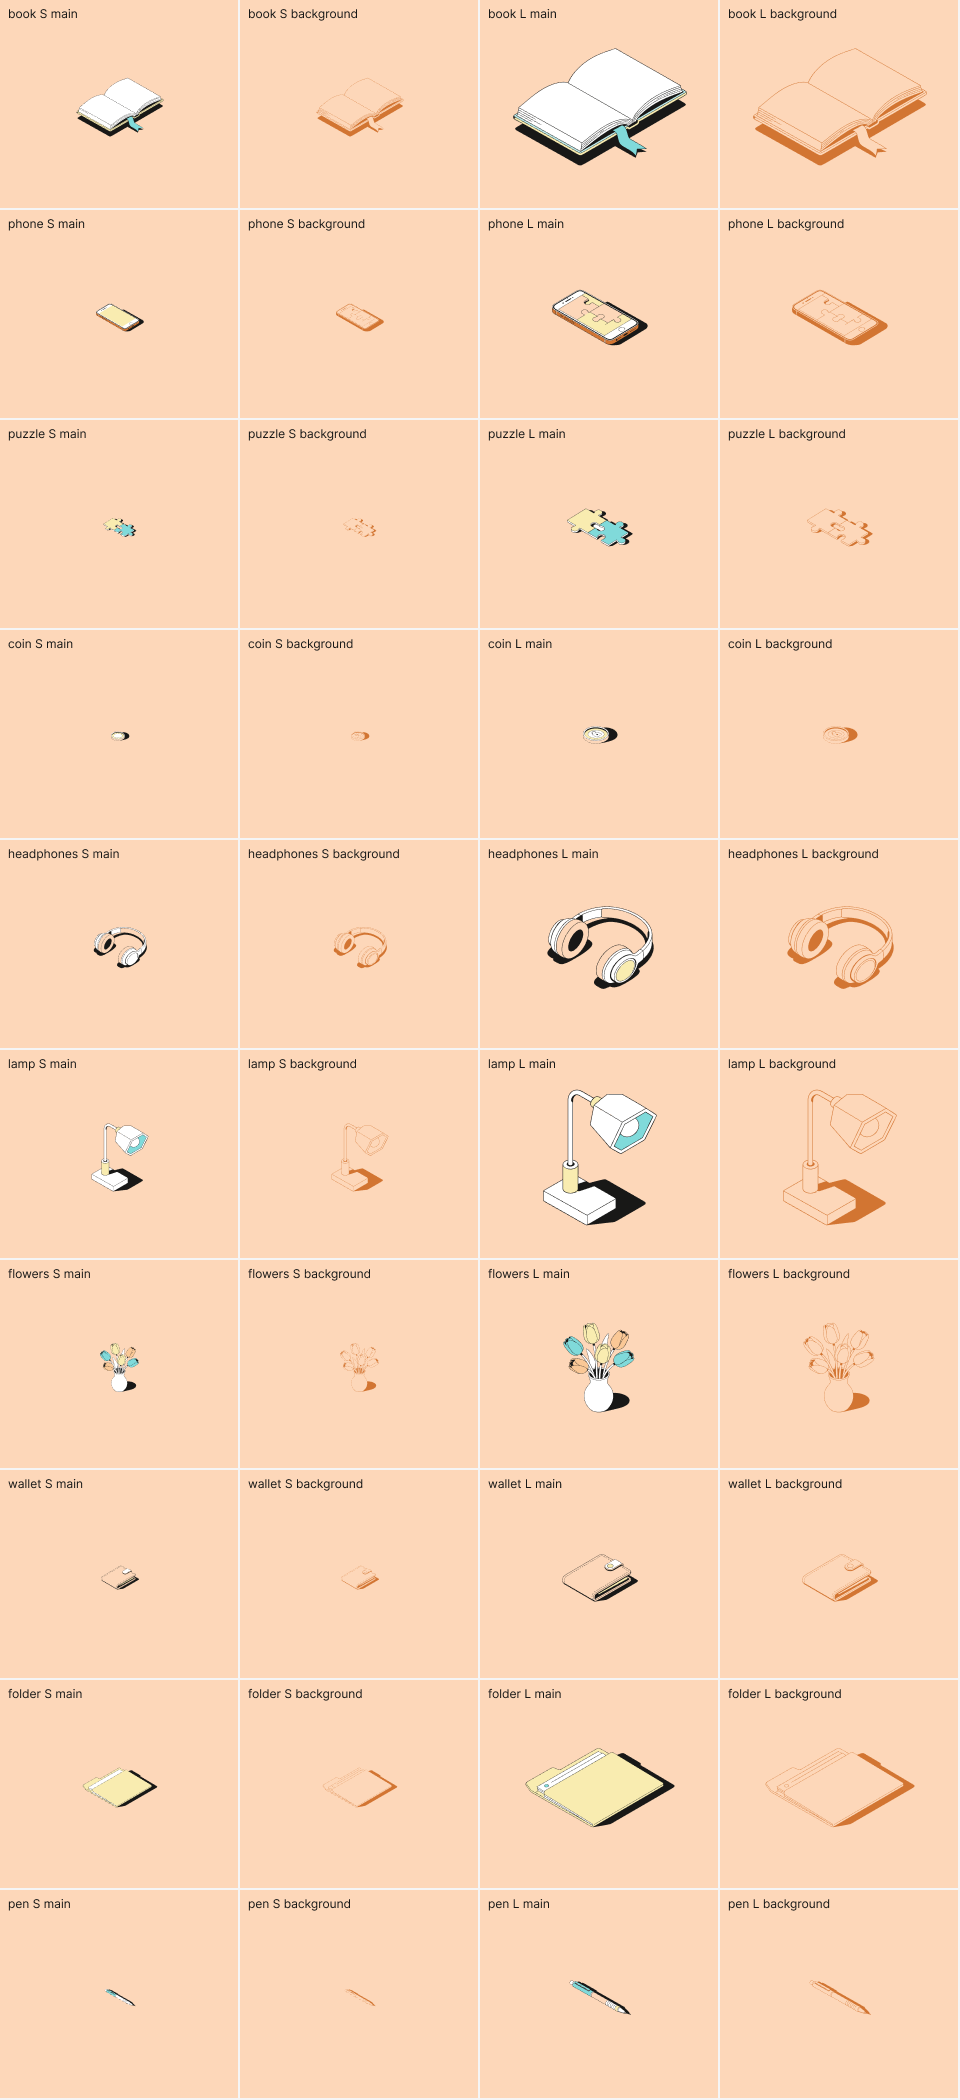 book S main
book S background
book L main
book L background
phone S main
phone S background
phone L main
phone L background
puzzle S main
puzzle S background
puzzle L main
puzzle L background
coin S main
coin S background
coin L main
coin L background
headphones S main
headphones S background
headphones L main
headphones L background
lamp S main
lamp S background
lamp L main
lamp L background
flowers S main
flowers S background
flowers L main
flowers L background
wallet S main
wallet S background
wallet L main
wallet L background
folder S main
folder S background
folder L main
folder L background
pen S main
pen S background
pen L main
pen L background